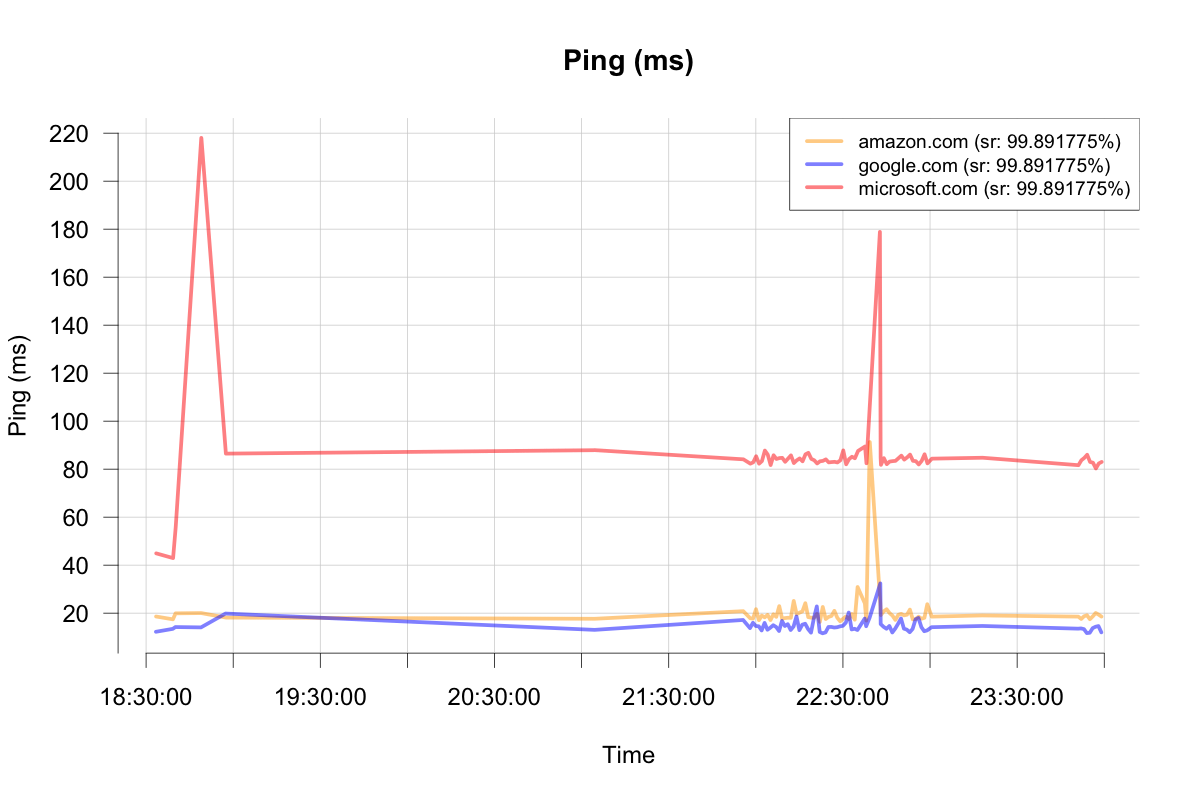 Ping (ms)
amazon.com (sr: 99.891775%)
google.com (sr: 99.891775%)
microsoft.com (sr: 99.891775%)
220
200
180
160
140
120
100
80
60
40
20
Ping (ms)
18:30:00 19:30:00 20:30:00 21:30:00 22:30:00 23:30:00
Time